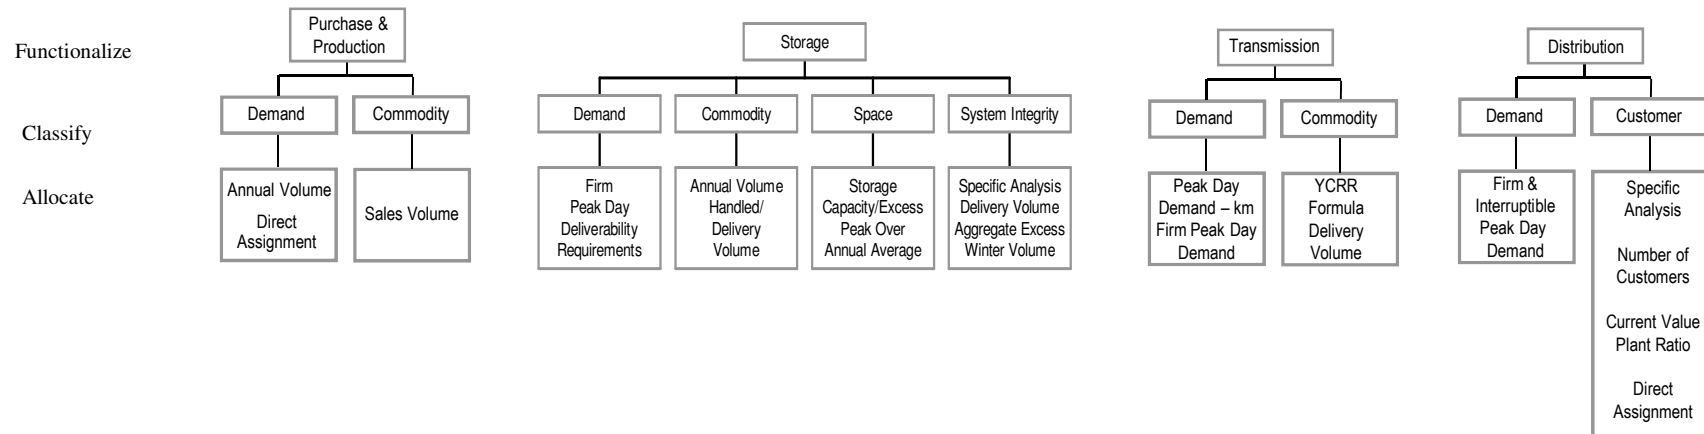 Functionalize
Purchase &
Production
Storage
Transmission
Distribution
Classify
Demand
Commodity
Demand
Commodity
Space
System Integrity
Demand
Commodity
Demand
Customer
Allocate
Annual Volume
Direct
Assignment
Sales Volume
Firm
Peak Day
Deliverability
Requirements
Annual Volume
Handled/
Delivery
Volume
Storage
Capacity/Excess
Peak Over
Annual Average
Specific Analysis
Delivery Volume
Aggregate Excess
Winter Volume
Peak Day
Demand – km
Firm Peak Day
Demand
YCRR
Formula
Delivery
Volume
Firm &
Interruptible
Peak Day
Demand
Specific
Analysis
Number of
Customers
Current Value
Plant Ratio
Direct
Assignment